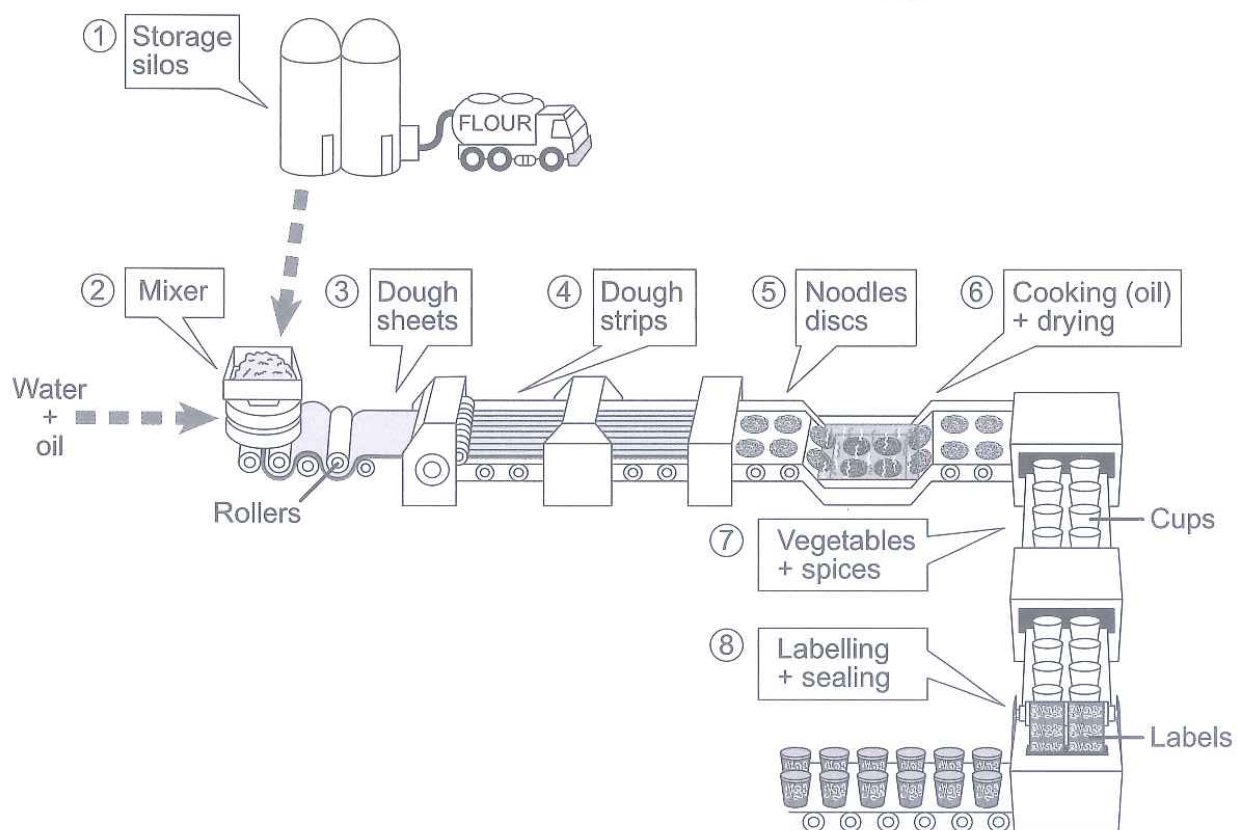 1 Storage
silos
FLOUR
2 Mixer
3 Dough
sheets
4 Dough
strips
5 Noodles
discs
6 Cooking (oil)
+ drying
Water
+
oil
Rollers
Cups
7 Vegetables
+ spices
8 Labelling
+ sealing
Labels